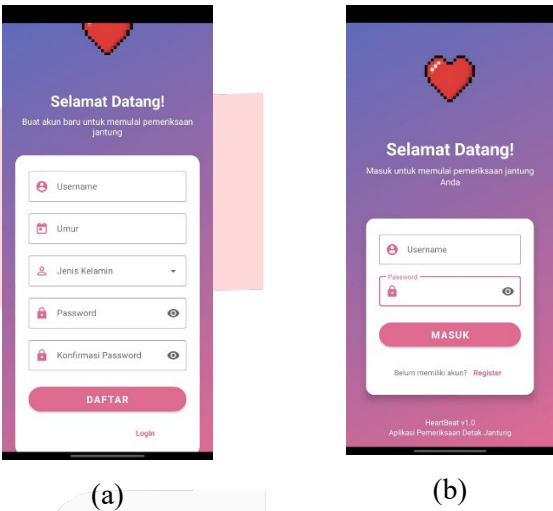 Selamat Datang!
Buat akun baru untuk memulai pemeriksaan
jantung
Username
Umur
Jenis Kelamin
Password
Konfirmasi Password
DAFTAR
Login
(a)
Selamat Datang!
Masuk untuk memulai pemeriksaan jantung
Anda
Username
Password
MASUK
Belum memiliki akun? Register
HeartBeat v1.0
Aplikasi Pemeriksaan Detak Jantung
(b)